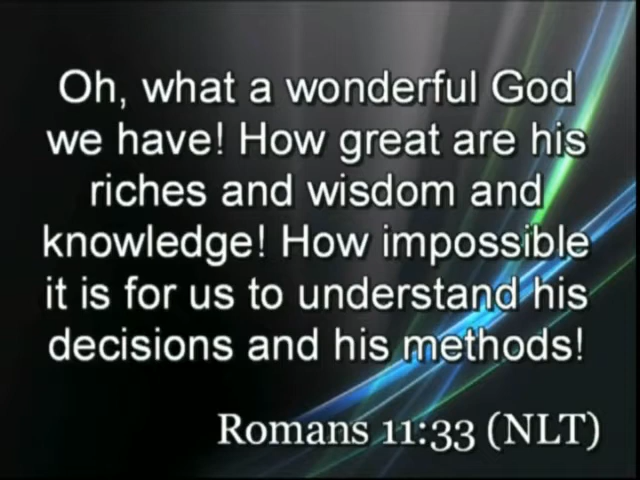 Oh, what a wonderful God
we have! How great are his
riches and wisdom and
knowledge! How impossible
it is for us to understand his
decisions and his methods!
Romans 11:33 (NLT)